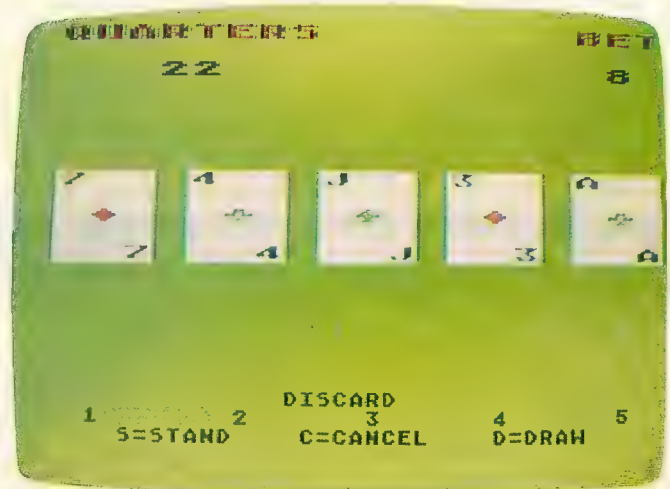 QUARTERS BET
22 8
7 4 J 3 A
7 4 J 3 A
DISCARD
1 2 3 4 5
S=STAND C=CANCEL D=DRAW